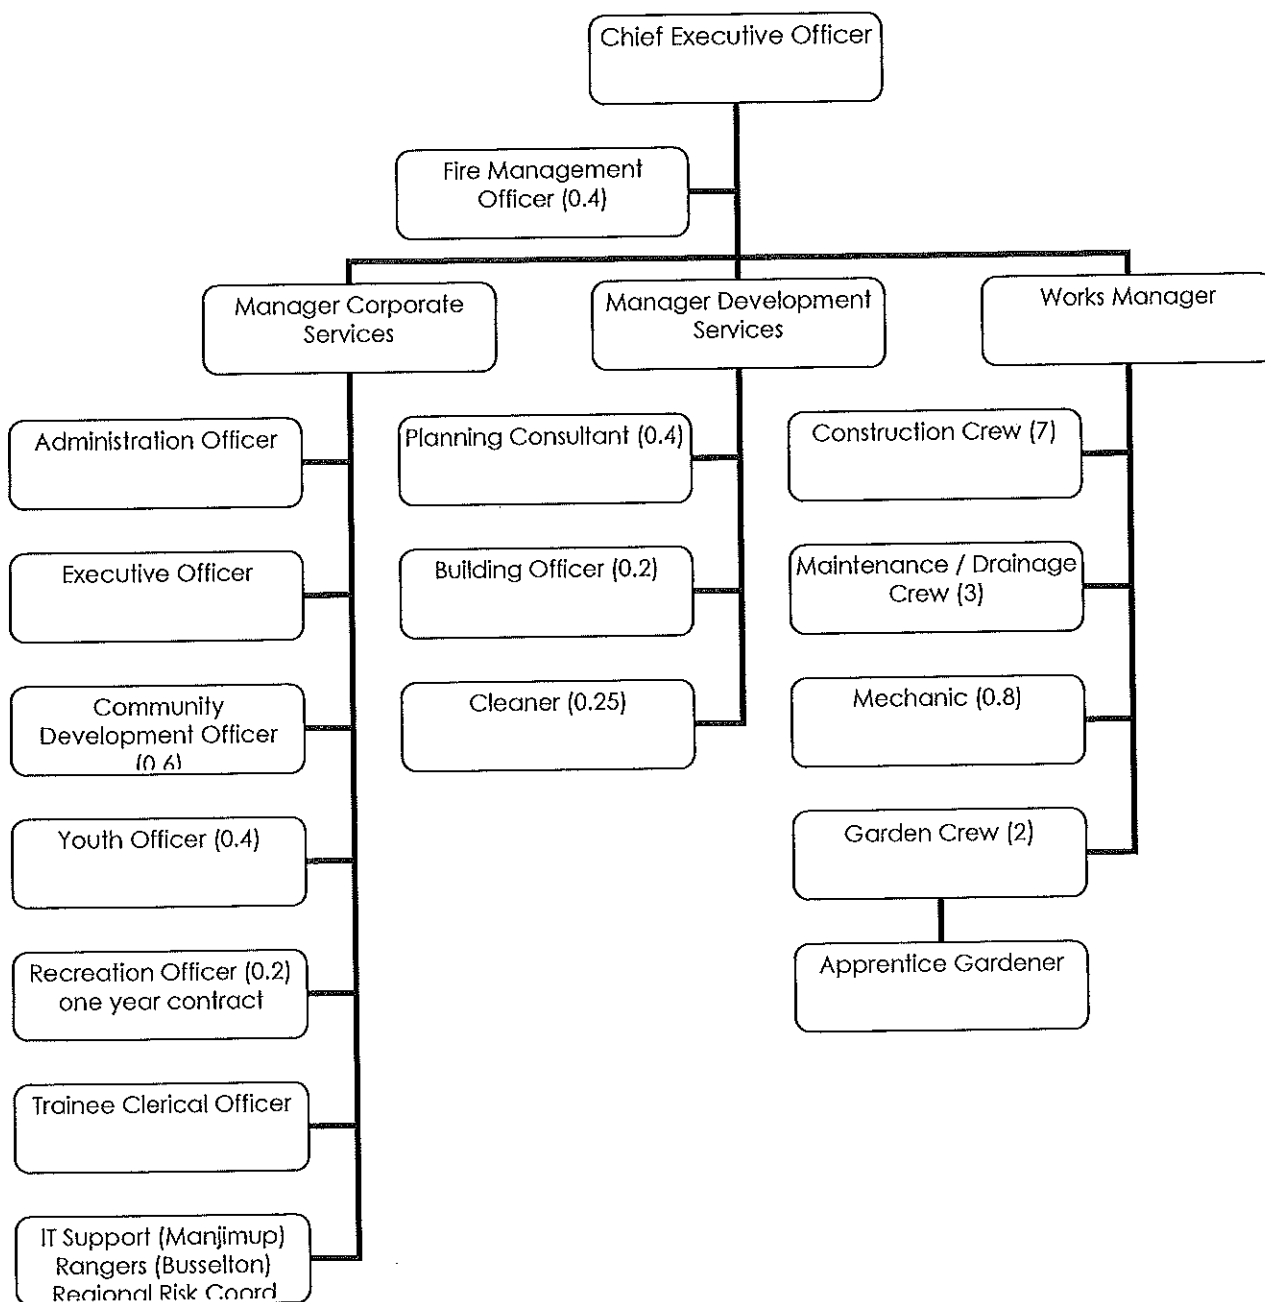 Chief Executive Officer
Fire Management
Officer (0.4)
Manager Corporate
Services
Manager Development
Services
Works Manager
Administration Officer
Executive Officer
Community
Development Officer
(0.6)
Youth Officer (0.4)
Recreation Officer (0.2)
one year contract
Trainee Clerical Officer
IT Support (Manjimup)
Rangers (Busselton)
Regional Risk Coord
Planning Consultant (0.4)
Building Officer (0.2)
Cleaner (0.25)
Construction Crew (7)
Maintenance / Drainage
Crew (3)
Mechanic (0.8)
Garden Crew (2)
Apprentice Gardener